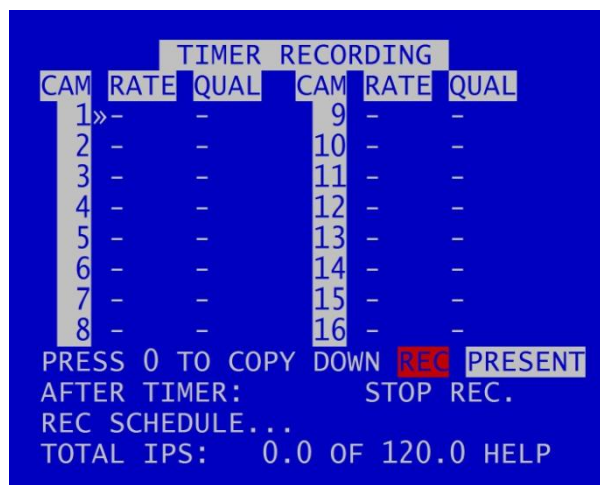 TIMER RECORDING
CAM RATE QUAL CAM RATE QUAL
1»- - 9 - -
2 - - 10 - -
3 - - 11 - -
4 - - 12 - -
5 - - 13 - -
6 - - 14 - -
7 - - 15 - -
8 - - 16 - -
PRESS 0 TO COPY DOWN REC PRESENT
AFTER TIMER: STOP REC.
REC SCHEDULE...
TOTAL IPS: 0.0 OF 120.0 HELP